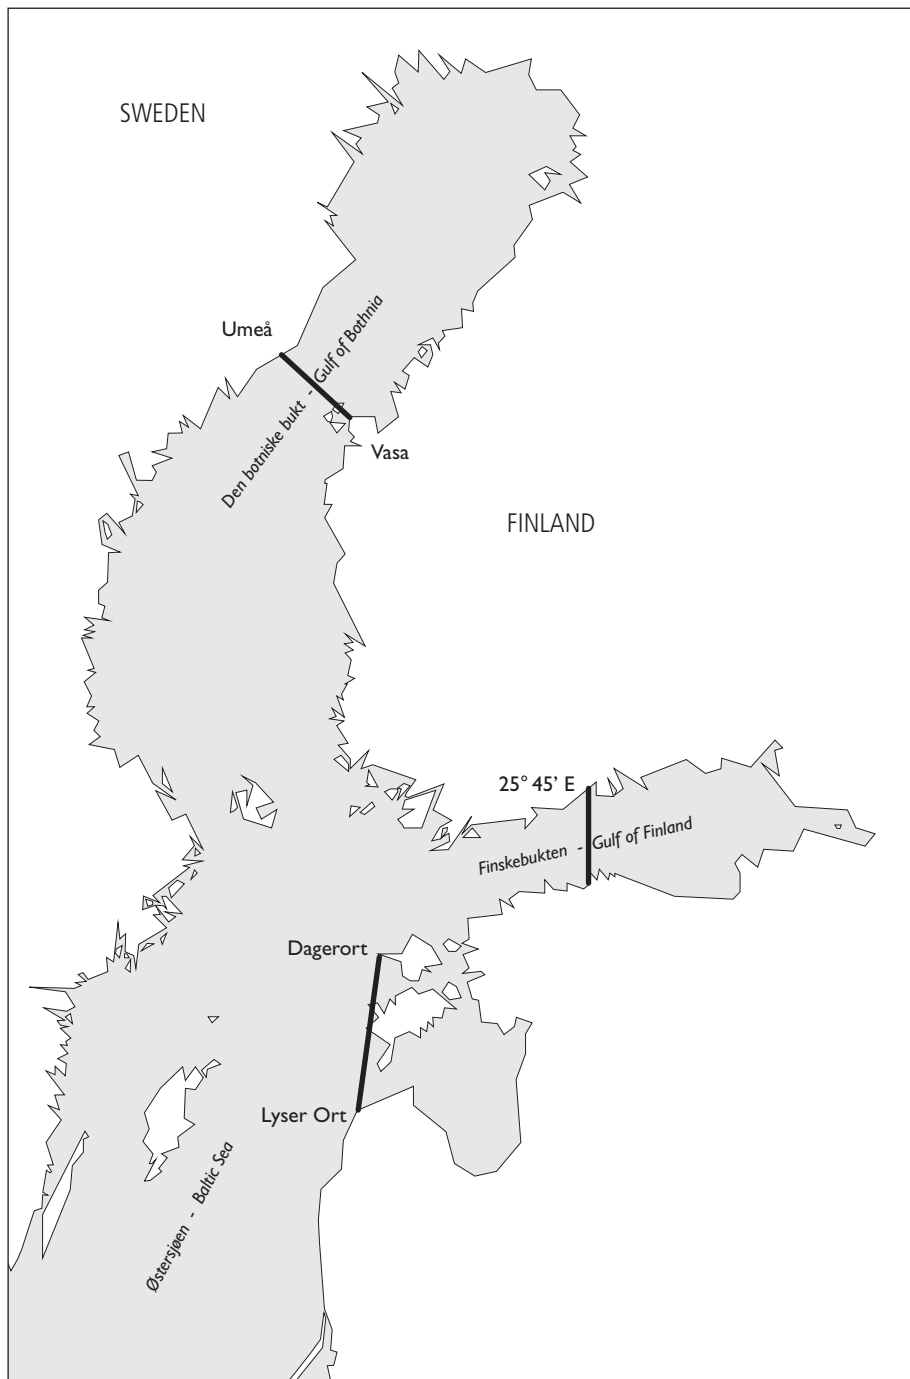 SWEDEN
Umeå
Den botniske bukt - Gulf of Bothnia
Vasa
FINLAND
25° 45’ E
Finskebukten - Gulf of Finland
Dagerort
Lyser Ort
Østersjøen - Baltic Sea